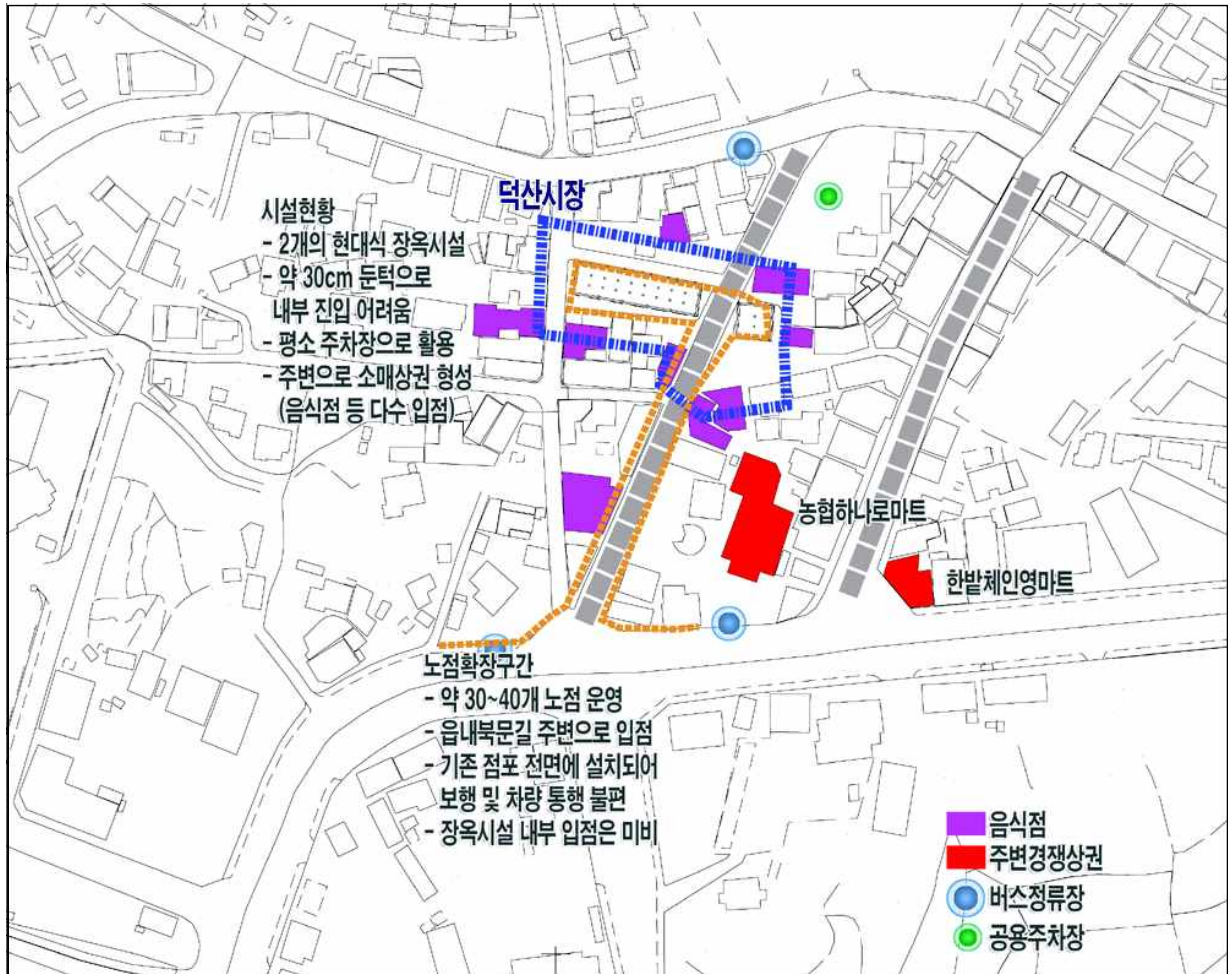 덕산시장
시설현황
- 2개의 현대식 장옥시설
- 약 30cm 둔턱으로
내부 진입 어려움
- 평소 주차장으로 활용
- 주변으로 소매상권 형성
(음식점 등 다수 입점)
농협하나로마트
한밭체인영마트
노점확장구간
- 약 30~40개 노점 운영
- 읍내북문길 주변으로 입점
- 기존 점포 전면에 설치되어
보행 및 차량 통행 불편
- 장옥시설 내부 입점은 미비
음식점
주변경쟁상권
버스정류장
공용주차장